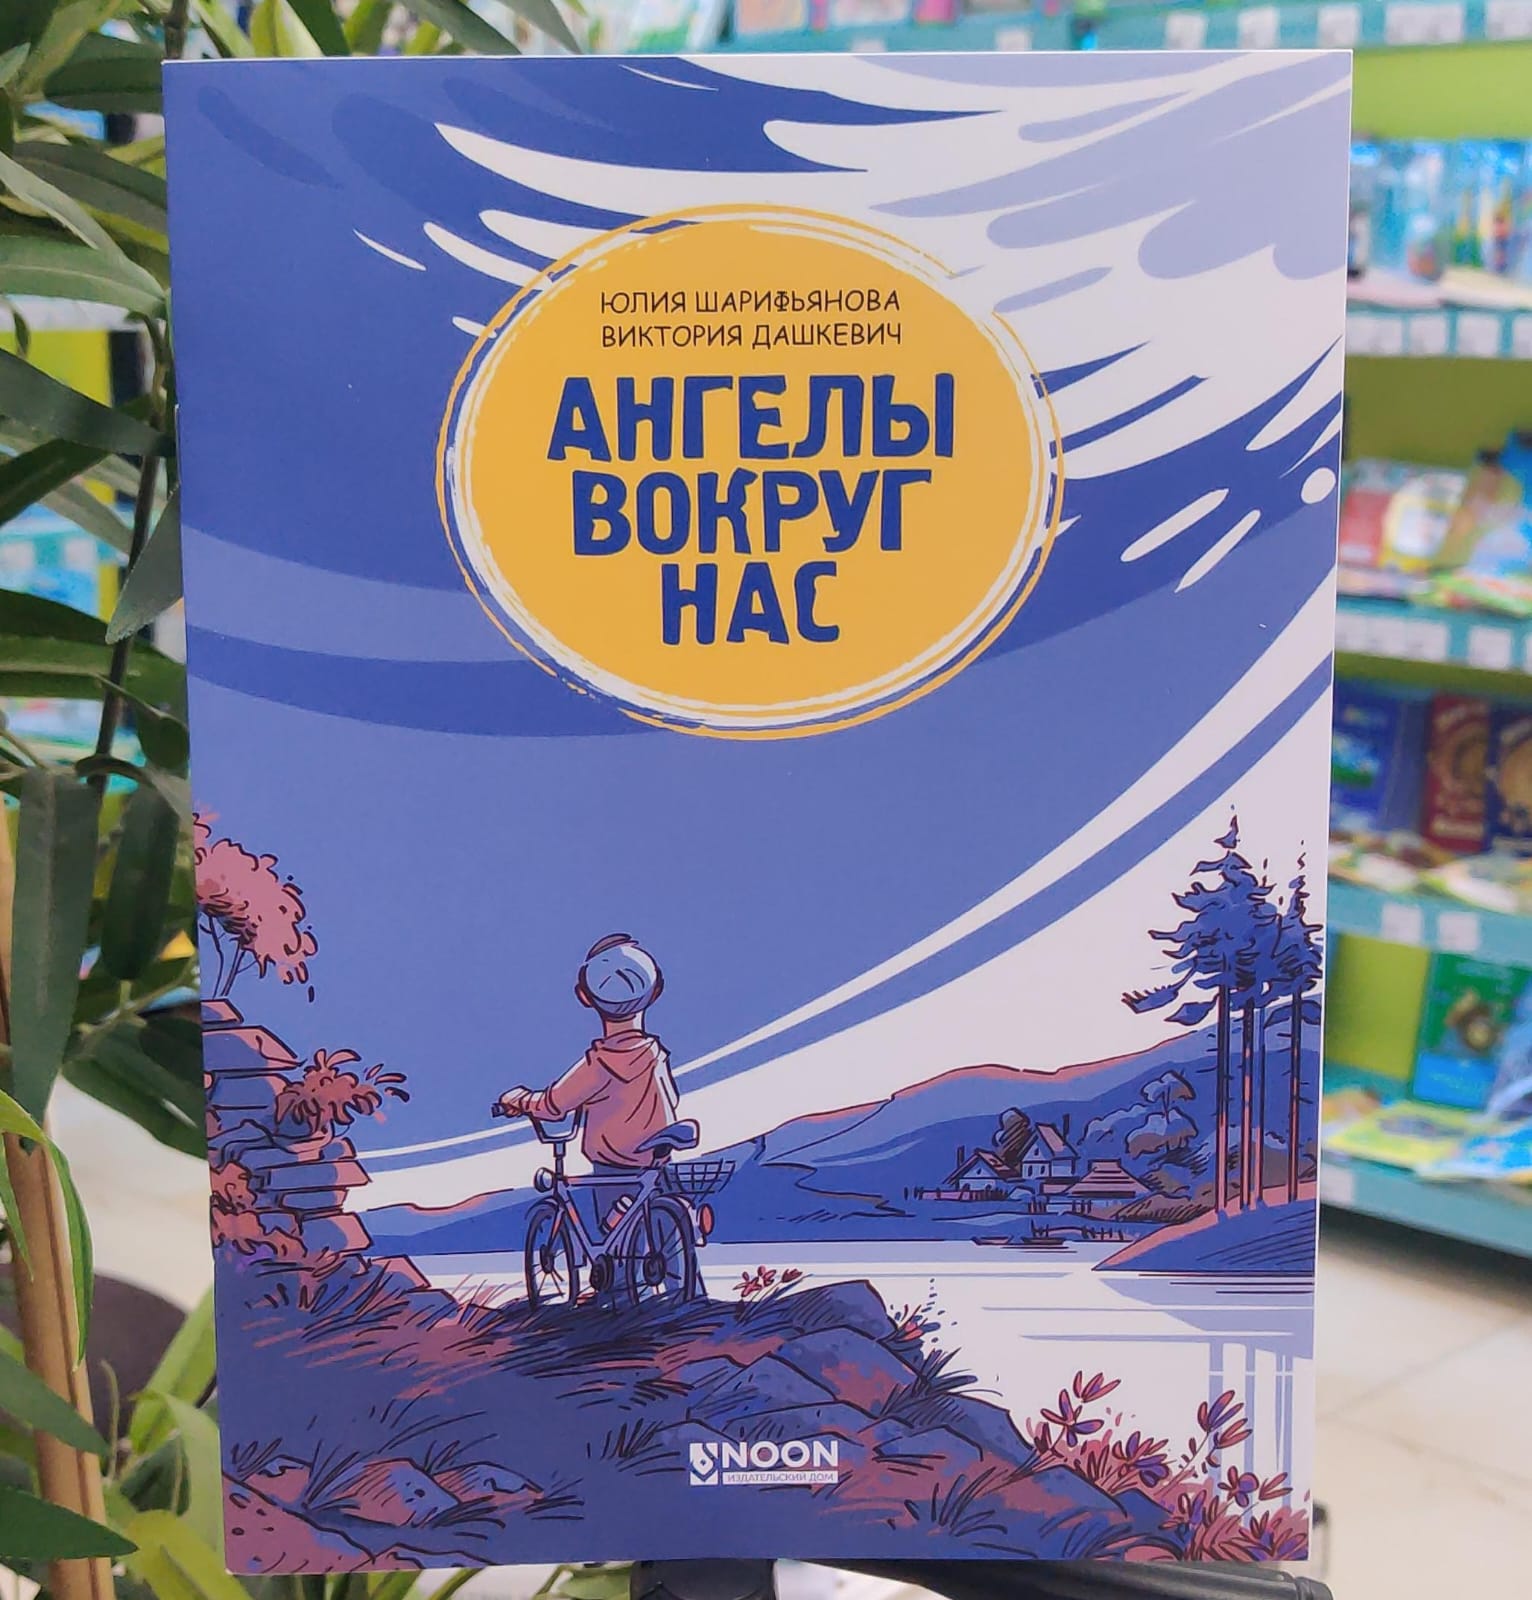 ЮЛИЯ ШАРИФЬЯНОВА
ВИКТОРИЯ ДАШКЕВИЧ
АНГЕЛЫ
ВОКРУГ
НАС
NOON
ИЗДАТЕЛЬСКИЙ ДОМ